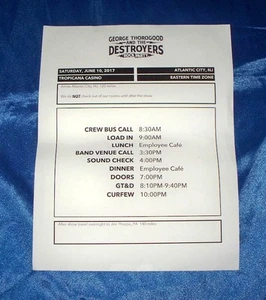 GEORGE THOROGOOD
AND THE
DESTROYERS
ROCK PARTY
SATURDAY, JUNE 10, 2017 ATLANTIC CITY, NJ
TROPICANA CASINO EASTERN TIME ZONE
CREW BUS CALL 8:30AM
LOAD IN 9:00AM
LUNCH Employee Café
BAND VENUE CALL 3:30PM
SOUND CHECK 4:00PM
DINNER Employee Café
DOORS 7:00PM
GT&D 8:10PM-9:40PM
CURFEW 10:00PM